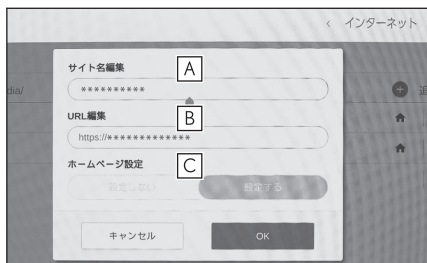 < インターネット
サイト名編集 A
**********
dia/
追
URL編集 B
https://*************
ホームページ設定 C
設定しない 設定する
キャンセル OK